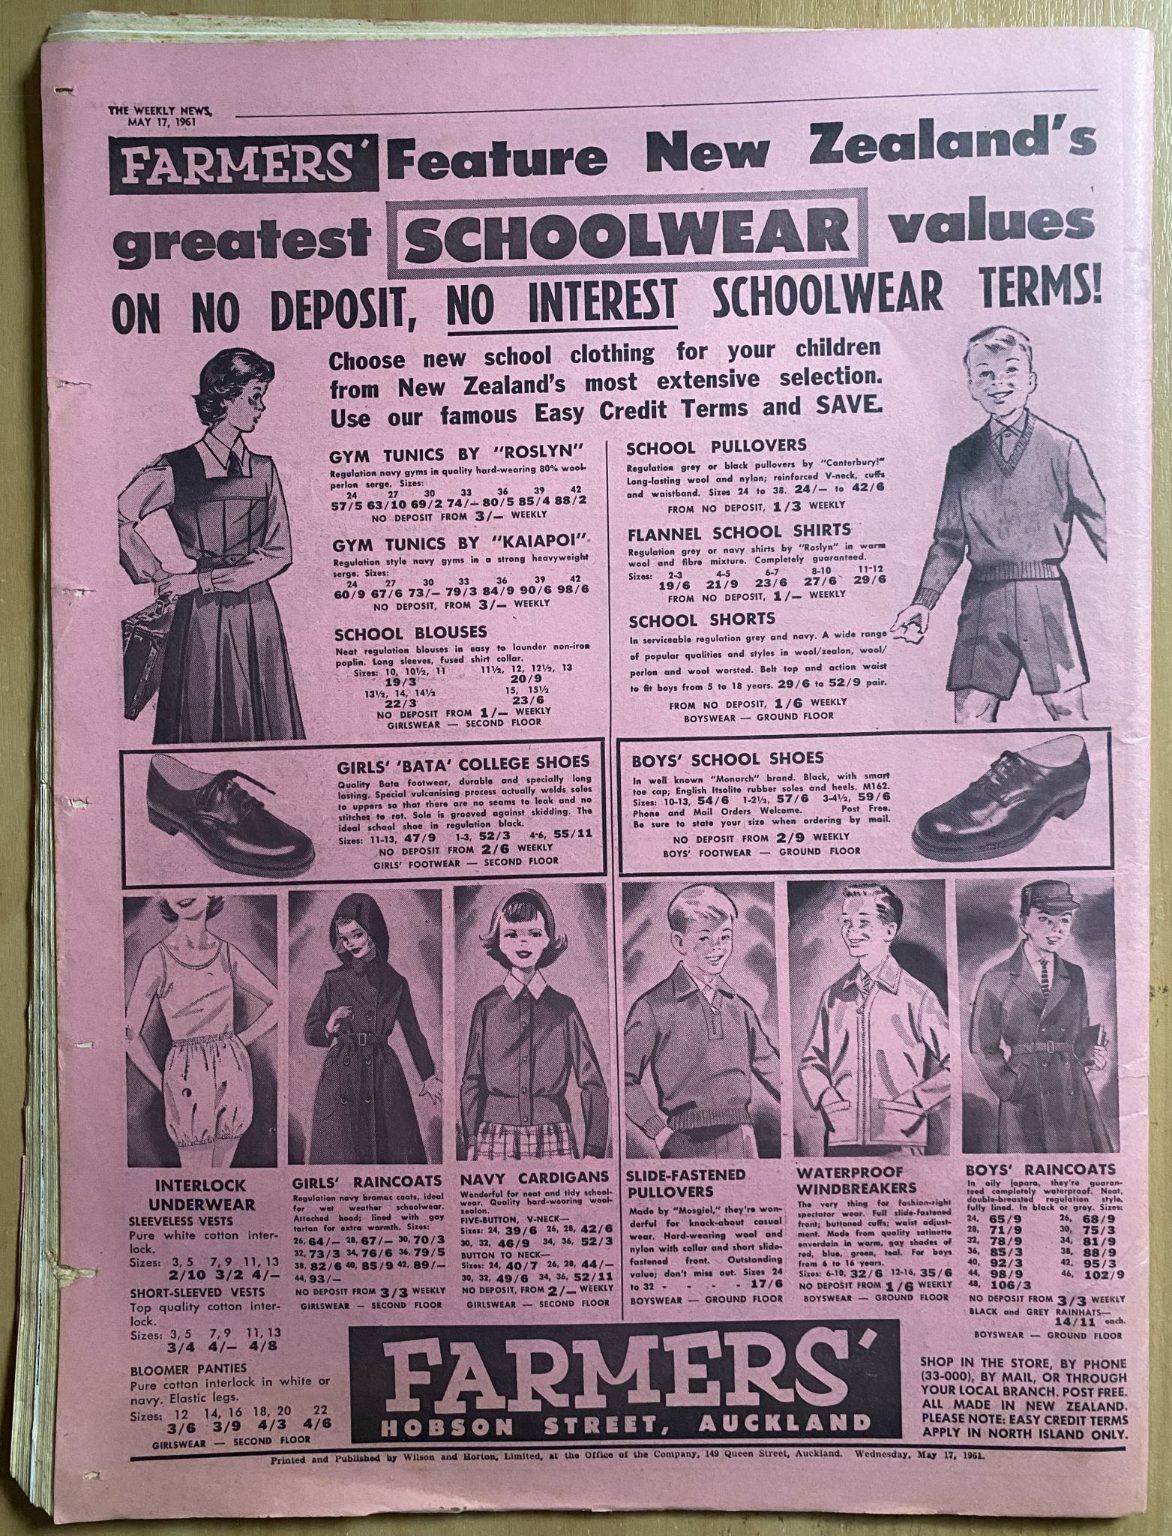 THE WEEKLY NEWS,
MAY 17, 1961
FARMERS' Feature New Zealand's
greatest SCHOOLWEAR values
ON NO DEPOSIT, NO INTEREST SCHOOLWEAR TERMS!
Choose new school clothing for your children
from New Zealand's most extensive selection.
Use our famous Easy Credit Terms and SAVE.
GYM TUNICS BY "ROSLYN"
Regulation navy gyms in quality hard-wearing 80% wool-
perlon serge. Sizes:
24 27 30 33 36 39 42
57/5 63/10 69/2 74/- 80/5 85/4 88/2
NO DEPOSIT FROM 3/— WEEKLY
GYM TUNICS BY "KAIAPOI"
Regulation style navy gyms in a strong heavyweight
serge. Sizes:
24 27 30 33 36 39 42
60/9 67/6 73/— 79/3 84/9 90/6 98/6
NO DEPOSIT, FROM 3/— WEEKLY
SCHOOL BLOUSES
Neat regulation blouses in easy to launder non-iron
poplin. Long sleeves, fused shirt collar.
Sizes: 10, 10½, 11 11½, 12, 12½, 13
19/3 20/9
13½, 14, 14½ 15, 15½
22/3 23/6
NO DEPOSIT FROM 1/— WEEKLY
GIRLSWEAR — SECOND FLOOR
SCHOOL PULLOVERS
Regulation grey or black pullovers by "Canterbury!"
Long-lasting wool and nylon; reinforced V-neck, cuffs
and waistband. Sizes 24 to 38. 24/— to 42/6
FROM NO DEPOSIT, 1/3 WEEKLY
FLANNEL SCHOOL SHIRTS
Regulation grey or navy shirts by "Roslyn" in warm
wool and fibre mixture. Completely guaranteed.
Sizes: 2-3 4-5 6-7 8-10 11-12
19/6 21/9 23/6 27/6 29/6
FROM NO DEPOSIT, 1/— WEEKLY
SCHOOL SHORTS
In serviceable regulation grey and navy. A wide range
of popular qualities and styles in wool/zealon, wool/
perlon and wool worsted. Belt top and action waist
to fit boys from 5 to 18 years. 29/6 to 52/9 pair.
FROM NO DEPOSIT, 1/6 WEEKLY
BOYSWEAR — GROUND FLOOR
GIRLS' 'BATA' COLLEGE SHOES
Quality Bata footwear, durable and specially long
lasting. Special vulcanising process actually welds soles
to uppers so that there are no seams to leak and no
stitches to rot. Sole is grooved against skidding. The
ideal school shoe in regulation black.
Sizes: 11-13, 47/9 1-3, 52/3 4-6, 55/11
NO DEPOSIT FROM 2/6 WEEKLY
GIRLS' FOOTWEAR — SECOND FLOOR
BOYS' SCHOOL SHOES
In well known "Monarch" brand. Black, with smart
toe cap; English Itsolite rubber soles and heels. M162.
Sizes: 10-13, 54/6 1-2½, 57/6 3-4½, 59/6
Phone and Mail Orders Welcome. Post Free.
Be sure to state your size when ordering by mail.
NO DEPOSIT FROM 2/9 WEEKLY
BOYS' FOOTWEAR — GROUND FLOOR
INTERLOCK
UNDERWEAR
SLEEVELESS VESTS
Pure white cotton inter-
lock.
Sizes: 3, 5 7, 9 11, 13
2/10 3/2 4/—
SHORT-SLEEVED VESTS
Top quality cotton inter-
lock.
Sizes: 3, 5 7, 9 11, 13
3/4 4/— 4/8
BLOOMER PANTIES
Pure cotton interlock in white or
navy. Elastic legs.
Sizes: 12 14, 16 18, 20 22
3/6 3/9 4/3 4/6
GIRLSWEAR — SECOND FLOOR
GIRLS' RAINCOATS
Regulation navy bramac coats, ideal
for wet weather schoolwear.
Attached hood; lined with gay
tartan for extra warmth. Sizes:
26, 64/— 28, 67/— 30, 70/3
32, 73/3 34, 76/6 36, 79/5
38, 82/6 40, 85/9 42, 89/—
44, 93/—
NO DEPOSIT FROM 3/3 WEEKLY
GIRLSWEAR — SECOND FLOOR
NAVY CARDIGANS
Wonderful for neat and tidy school-
wear. Quality hard-wearing wool-
zealon.
FIVE-BUTTON, V-NECK—
Sizes: 24, 39/6 26, 28, 42/6
30, 32, 46/9 34, 36, 52/3
BUTTON TO NECK—
Sizes: 24, 40/7 26, 28, 44/—
30, 32, 49/6 34, 36, 52/11
NO DEPOSIT, FROM 2/— WEEKLY
GIRLSWEAR — SECOND FLOOR
SLIDE-FASTENED
PULLOVERS
Made by "Mosgiel," they're won-
derful for knock-about casual
wear. Hard-wearing wool and
nylon with collar and short slide-
fastened front. Outstanding
value; don't miss out. Sizes 24
to 32 - - - 17/6
BOYSWEAR — GROUND FLOOR
WATERPROOF
WINDBREAKERS
The very thing for fashion-right
spectator wear. Full slide-fastened
front; buttoned cuffs; waist adjust-
ment. Made from quality satinette
enverdain in warm, gay shades of
red, blue, green, teal. For boys
from 6 to 16 years.
Sizes: 6-10, 32/6 12-16, 35/6
NO DEPOSIT FROM 1/6 WEEKLY
BOYSWEAR — GROUND FLOOR
BOYS' RAINCOATS
In oily japara, they're guaran-
teed completely waterproof. Neat,
double-breasted regulation style,
fully lined. In black or grey. Sizes:
24, 65/9 26, 68/9
28, 71/9 30, 75/3
32, 78/9 34, 81/9
36, 85/3 38, 88/9
40, 92/3 42, 95/3
44, 98/9 46, 102/9
48, 106/3
NO DEPOSIT FROM 3/3 WEEKLY
BLACK and GREY RAINHATS—
14/11 each.
BOYSWEAR — GROUND FLOOR
FARMERS'
HOBSON STREET, AUCKLAND
SHOP IN THE STORE, BY PHONE
(33-000), BY MAIL, OR THROUGH
YOUR LOCAL BRANCH. POST FREE.
ALL MADE IN NEW ZEALAND.
PLEASE NOTE: EASY CREDIT TERMS
APPLY IN NORTH ISLAND ONLY.
Printed and Published by Wilson and Horton, Limited, at the Office of the Company, 149 Queen Street, Auckland. Wednesday, May 17, 1961.